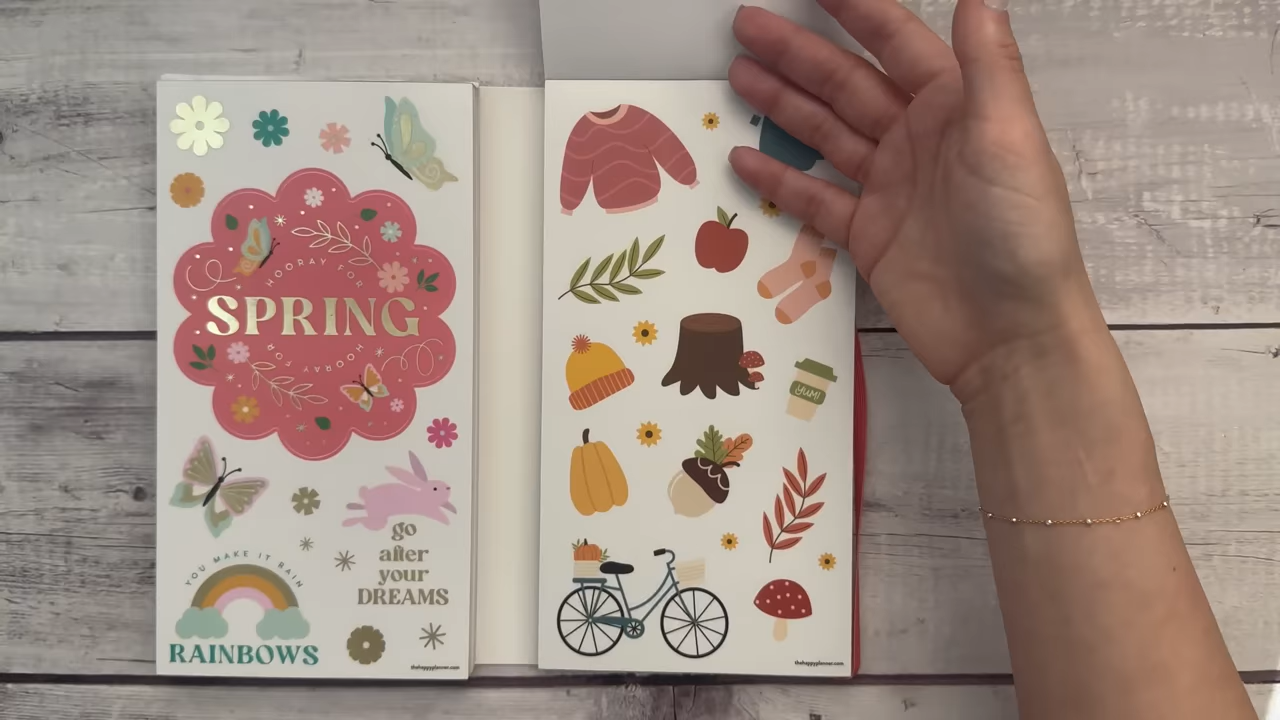 HOORAY FOR
SPRING
HOORAY FOR
go
after
your
DREAMS
YOU MAKE IT RAIN
RAINBOWS
thehappyplanner.com
YUM!
thehappyplanner.com